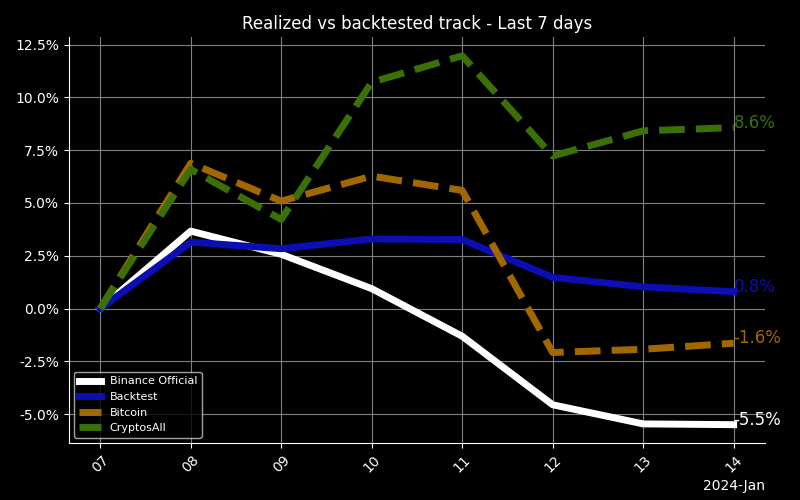 Realized vs backtested track - Last 7 days
12.5%
10.0%
7.5%
5.0%
2.5%
0.0%
-2.5%
-5.0%
8.6%
0.8%
-1.6%
-5.5%
Binance Official
Backtest
Bitcoin
CryptosAll
07 08 09 10 11 12 13 14
2024-Jan